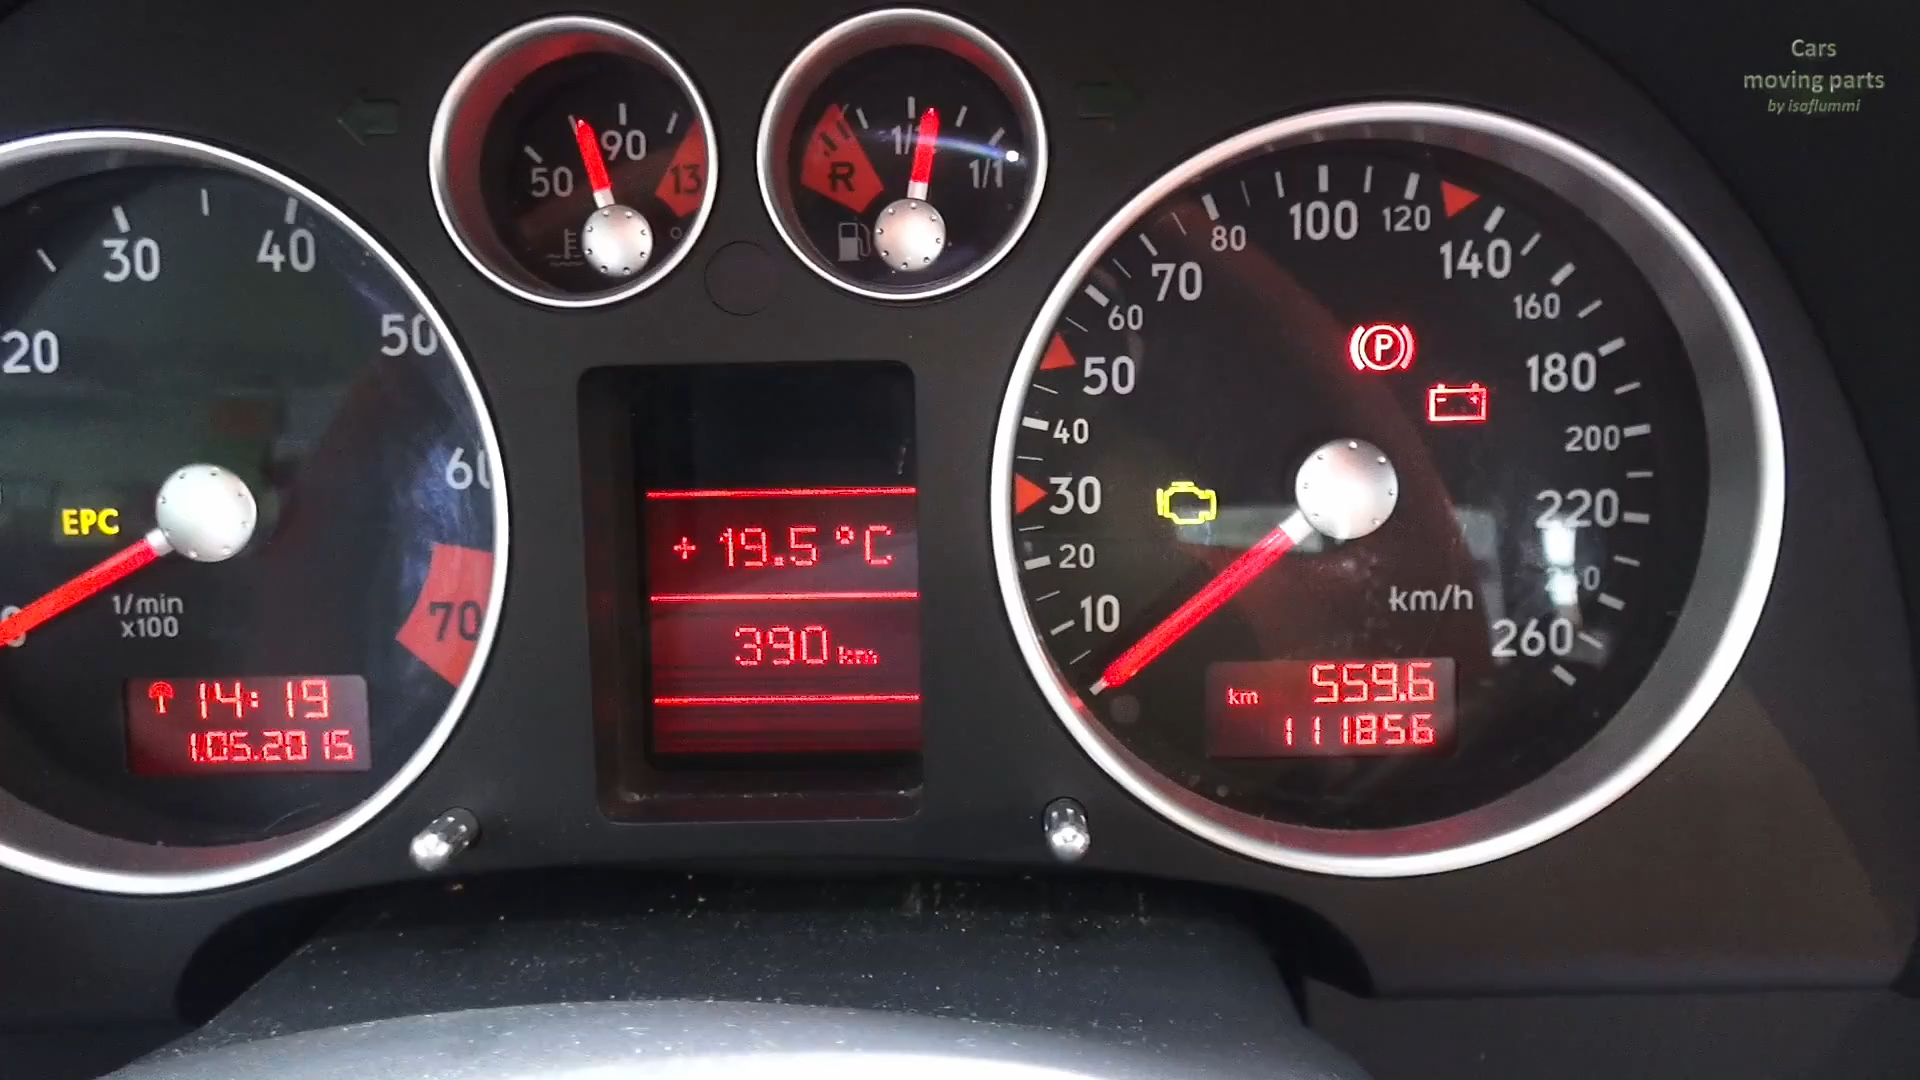 Cars
moving parts
by isaflummi
50 90 13
R 1/1
20 30 40 50 60 70
EPC
1/min
x100
14:19
1.05.2015
+ 19.5 °C
390 km
10 20 30 40 50 60 70 80 100 120 140 160 180 200 220 260
P
km/h
km 559.6
111856